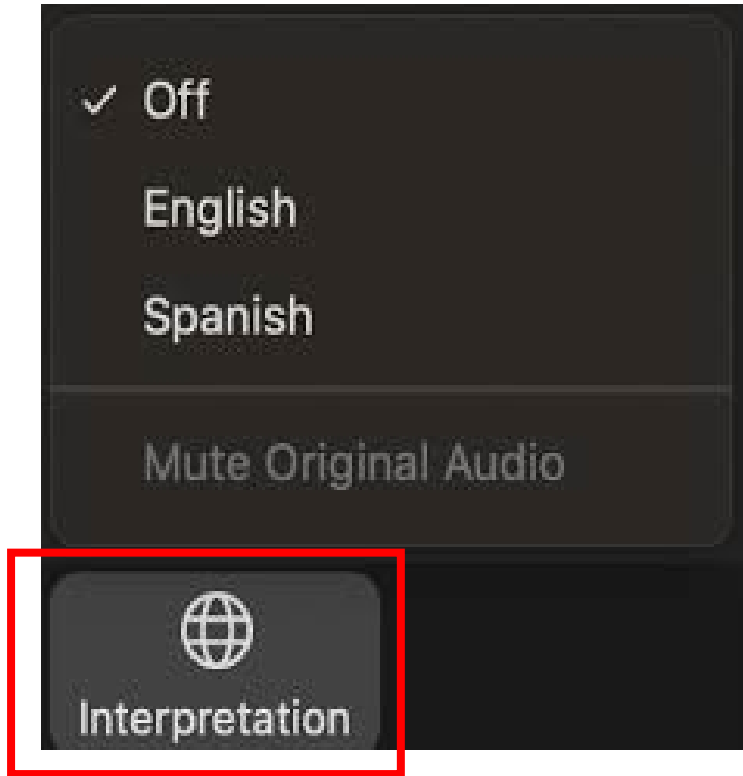 Off
English
Spanish
Mute Original Audio
Interpretation